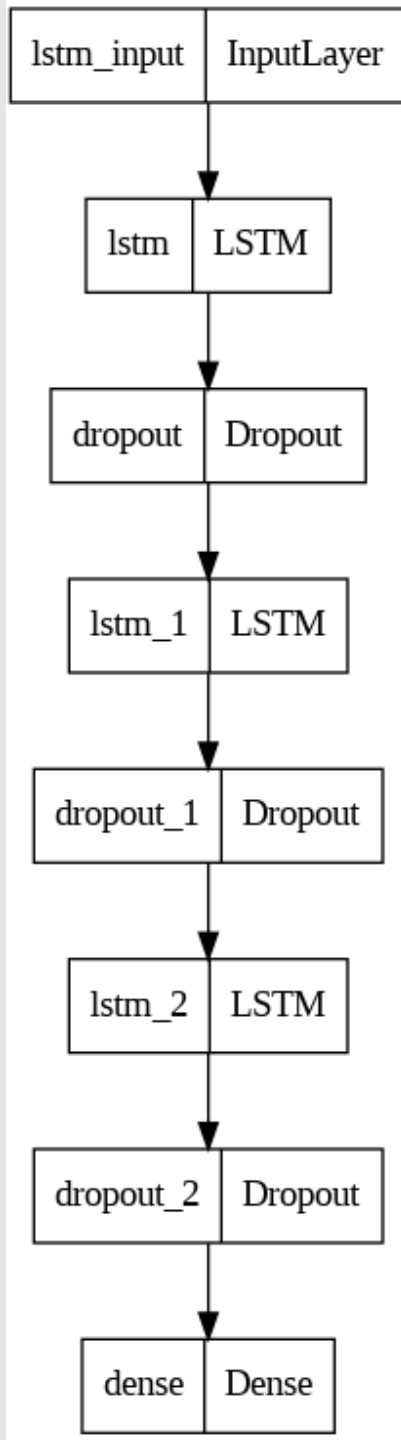 lstm_input InputLayer
lstm LSTM
dropout Dropout
lstm_1 LSTM
dropout_1 Dropout
lstm_2 LSTM
dropout_2 Dropout
dense Dense